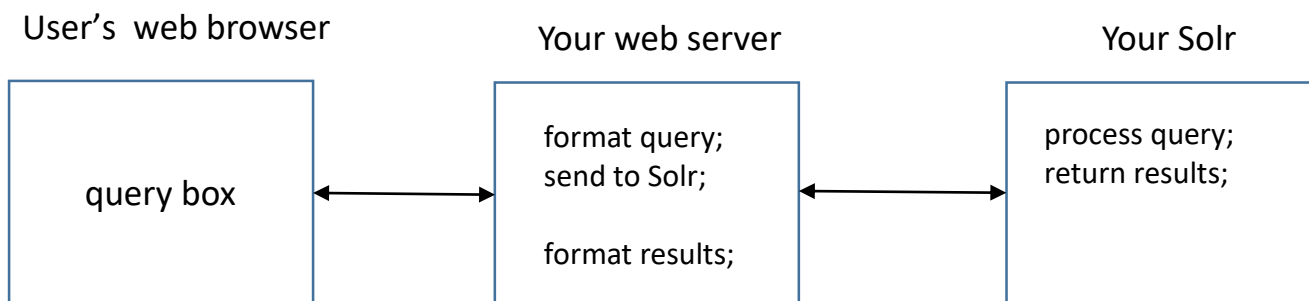 User's web browser
Your web server
Your Solr
query box
format query;
send to Solr;
format results;
process query;
return results;